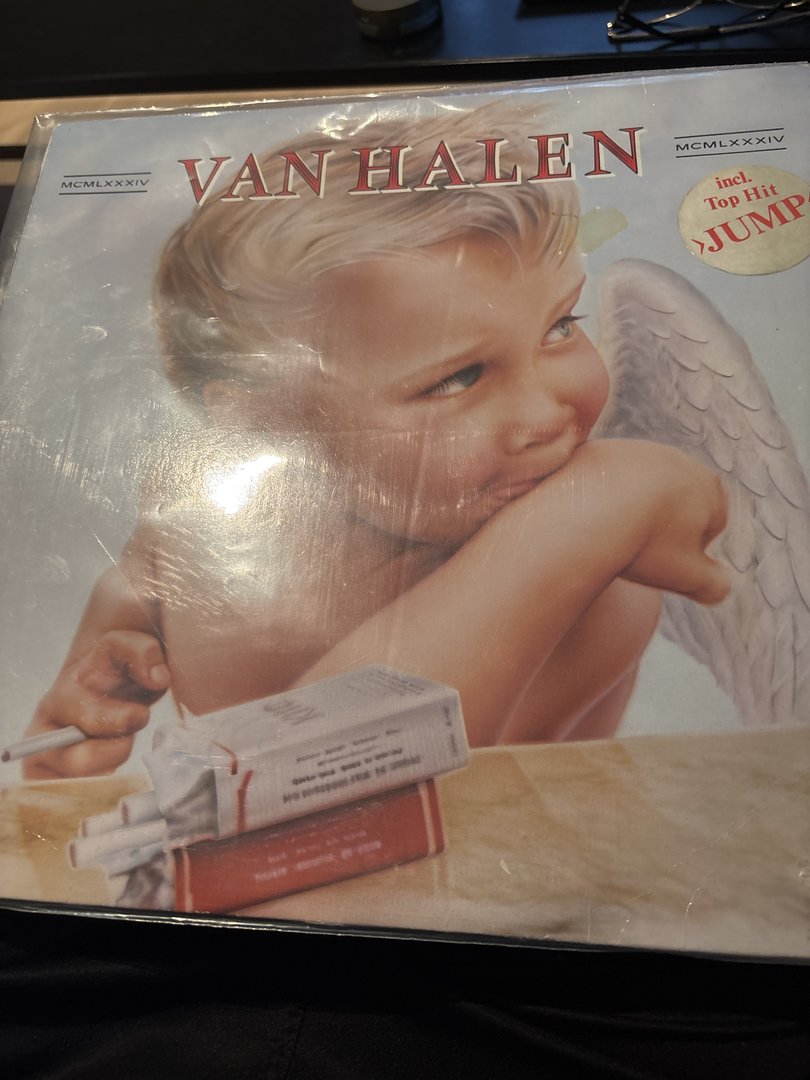 MCMLXXXIV
VAN HALEN
MCMLXXXIV
incl.
Top Hit
›JUMP